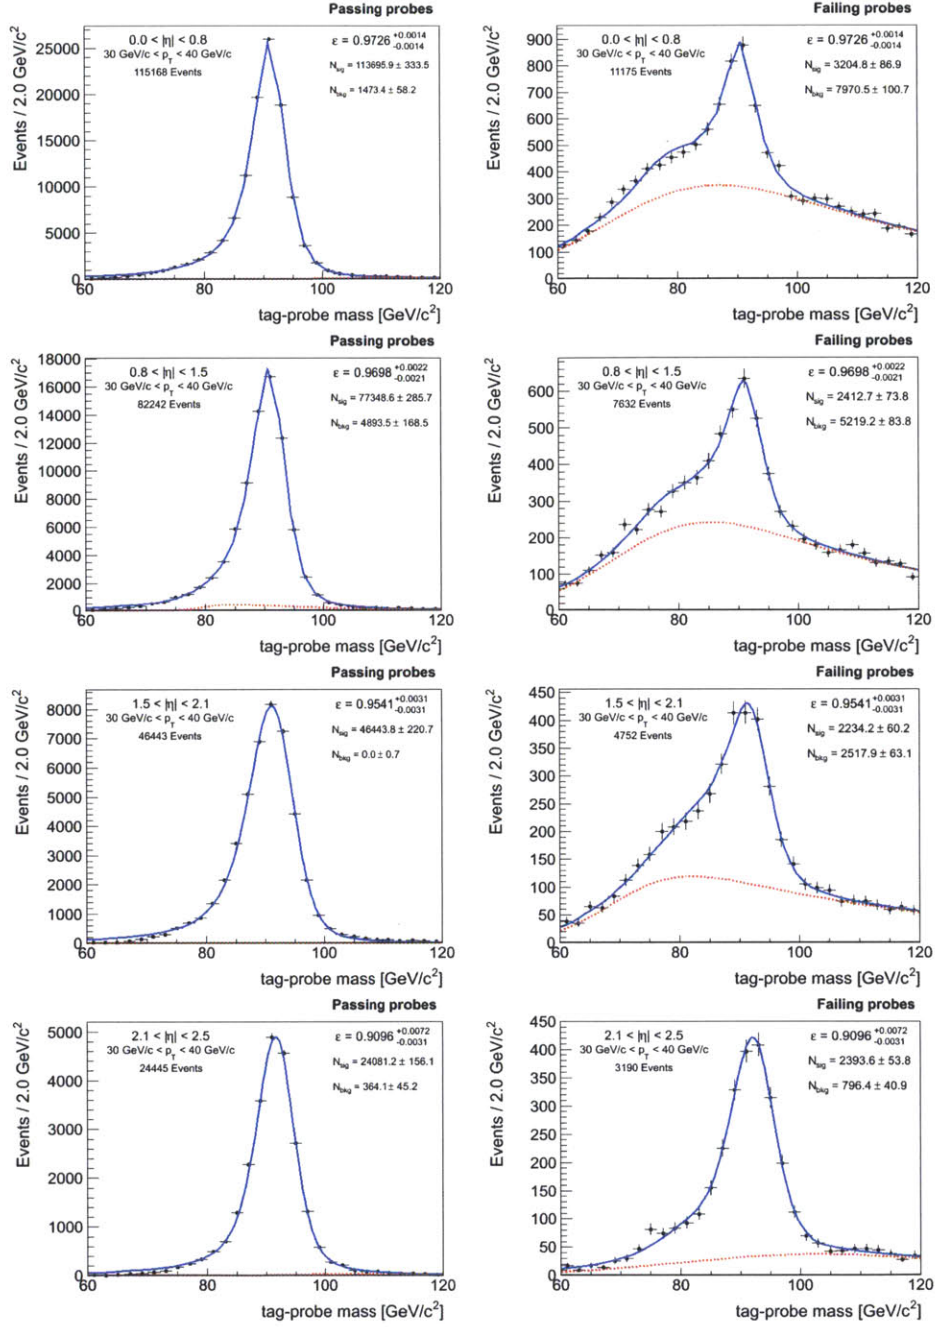 Passing probes
Events / 2.0 GeV/c²
0.0 < |η| < 0.8
30 GeV/c < p_T < 40 GeV/c
115168 Events
ε = 0.9726 +0.0014 -0.0014
N_sig = 113695.9 ± 333.5
N_bkg = 1473.4 ± 58.2
25000
20000
15000
10000
5000
0
60 80 100 120
tag-probe mass [GeV/c²]
Failing probes
Events / 2.0 GeV/c²
0.0 < |η| < 0.8
30 GeV/c < p_T < 40 GeV/c
11175 Events
ε = 0.9726 +0.0014 -0.0014
N_sig = 3204.8 ± 86.9
N_bkg = 7970.5 ± 100.7
900
800
700
600
500
400
300
200
100
0
60 80 100 120
tag-probe mass [GeV/c²]
Passing probes
Events / 2.0 GeV/c²
0.8 < |η| < 1.5
30 GeV/c < p_T < 40 GeV/c
82242 Events
ε = 0.9698 +0.0022 -0.0021
N_sig = 77348.6 ± 285.7
N_bkg = 4893.5 ± 168.5
18000
16000
14000
12000
10000
8000
6000
4000
2000
0
60 80 100 120
tag-probe mass [GeV/c²]
Failing probes
Events / 2.0 GeV/c²
0.8 < |η| < 1.5
30 GeV/c < p_T < 40 GeV/c
7632 Events
ε = 0.9698 +0.0022 -0.0021
N_sig = 2412.7 ± 73.8
N_bkg = 5219.2 ± 83.8
600
500
400
300
200
100
0
60 80 100 120
tag-probe mass [GeV/c²]
Passing probes
Events / 2.0 GeV/c²
1.5 < |η| < 2.1
30 GeV/c < p_T < 40 GeV/c
46443 Events
ε = 0.9541 +0.0031 -0.0031
N_sig = 46443.8 ± 220.7
N_bkg = 0.0 ± 0.7
8000
7000
6000
5000
4000
3000
2000
1000
0
60 80 100 120
tag-probe mass [GeV/c²]
Failing probes
Events / 2.0 GeV/c²
1.5 < |η| < 2.1
30 GeV/c < p_T < 40 GeV/c
4752 Events
ε = 0.9541 +0.0031 -0.0031
N_sig = 2234.2 ± 60.2
N_bkg = 2517.9 ± 63.1
450
400
350
300
250
200
150
100
50
0
60 80 100 120
tag-probe mass [GeV/c²]
Passing probes
Events / 2.0 GeV/c²
2.1 < |η| < 2.5
30 GeV/c < p_T < 40 GeV/c
24445 Events
ε = 0.9096 +0.0072 -0.0031
N_sig = 24081.2 ± 156.1
N_bkg = 364.1 ± 45.2
5000
4000
3000
2000
1000
0
60 80 100 120
tag-probe mass [GeV/c²]
Failing probes
Events / 2.0 GeV/c²
2.1 < |η| < 2.5
30 GeV/c < p_T < 40 GeV/c
3190 Events
ε = 0.9096 +0.0072 -0.0031
N_sig = 2393.6 ± 53.8
N_bkg = 796.4 ± 40.9
450
400
350
300
250
200
150
100
50
0
60 80 100 120
tag-probe mass [GeV/c²]